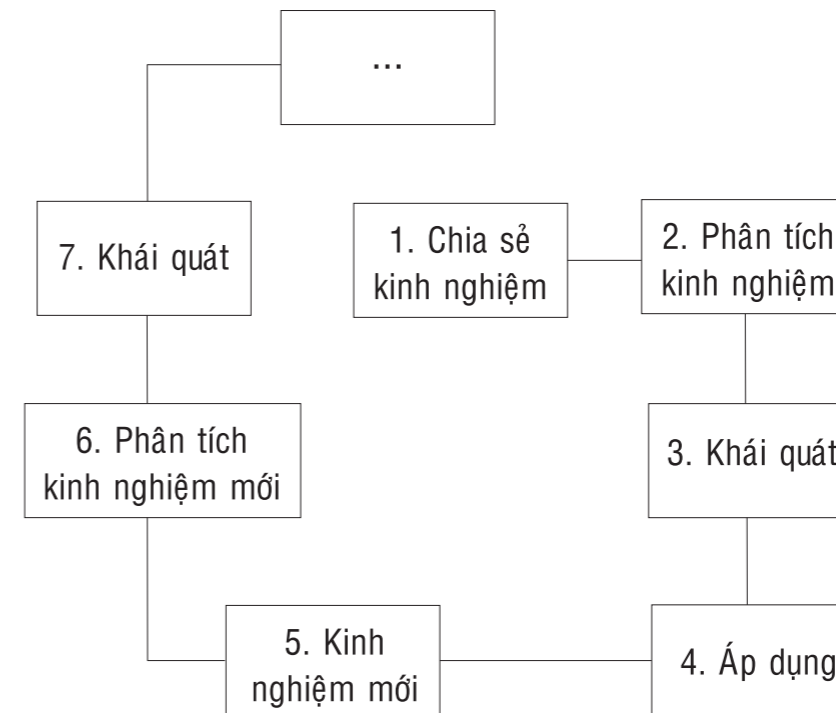 ...
7. Khái quát
1. Chia sẻ
kinh nghiệm
2. Phân tích
kinh nghiệm
6. Phân tích
kinh nghiệm mới
3. Khái quát
5. Kinh
nghiệm mới
4. Áp dụng